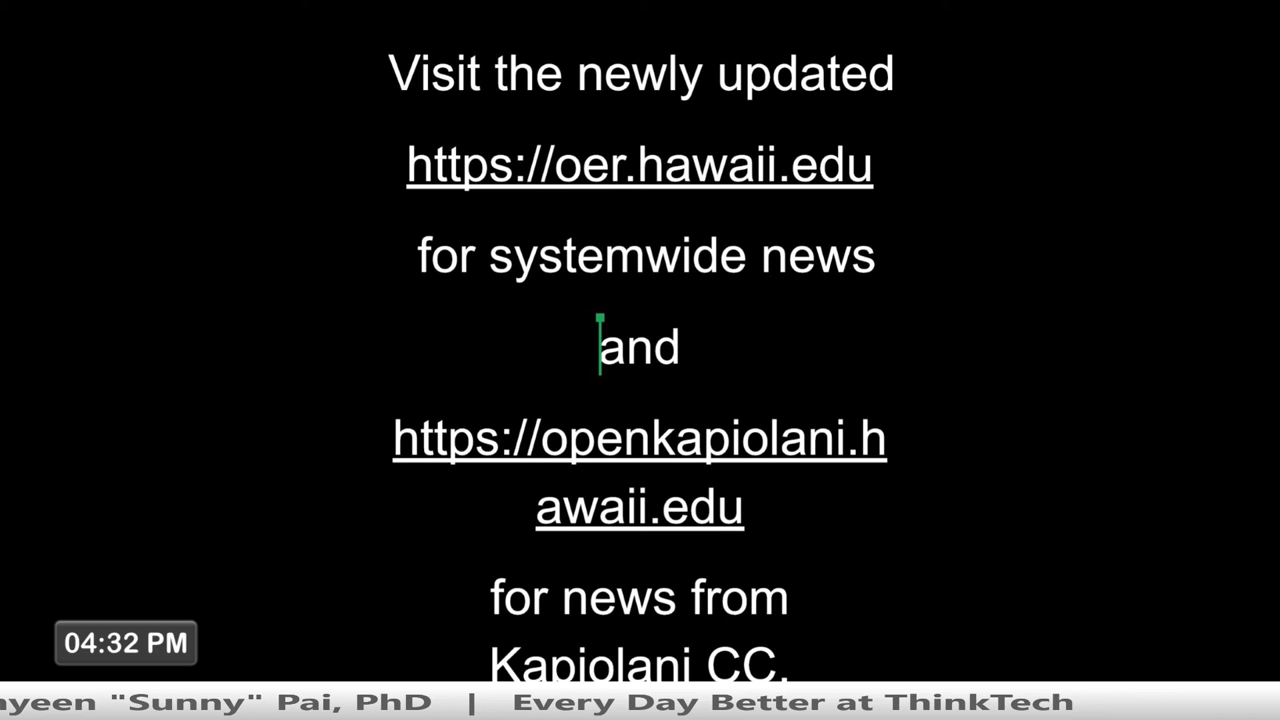 Visit the newly updated
https://oer.hawaii.edu
for systemwide news
and
https://openkapiolani.h
awaii.edu
for news from
Kapiolani CC.
04:32 PM
"Sunny" Pai, PhD | Every Day Better at ThinkTech